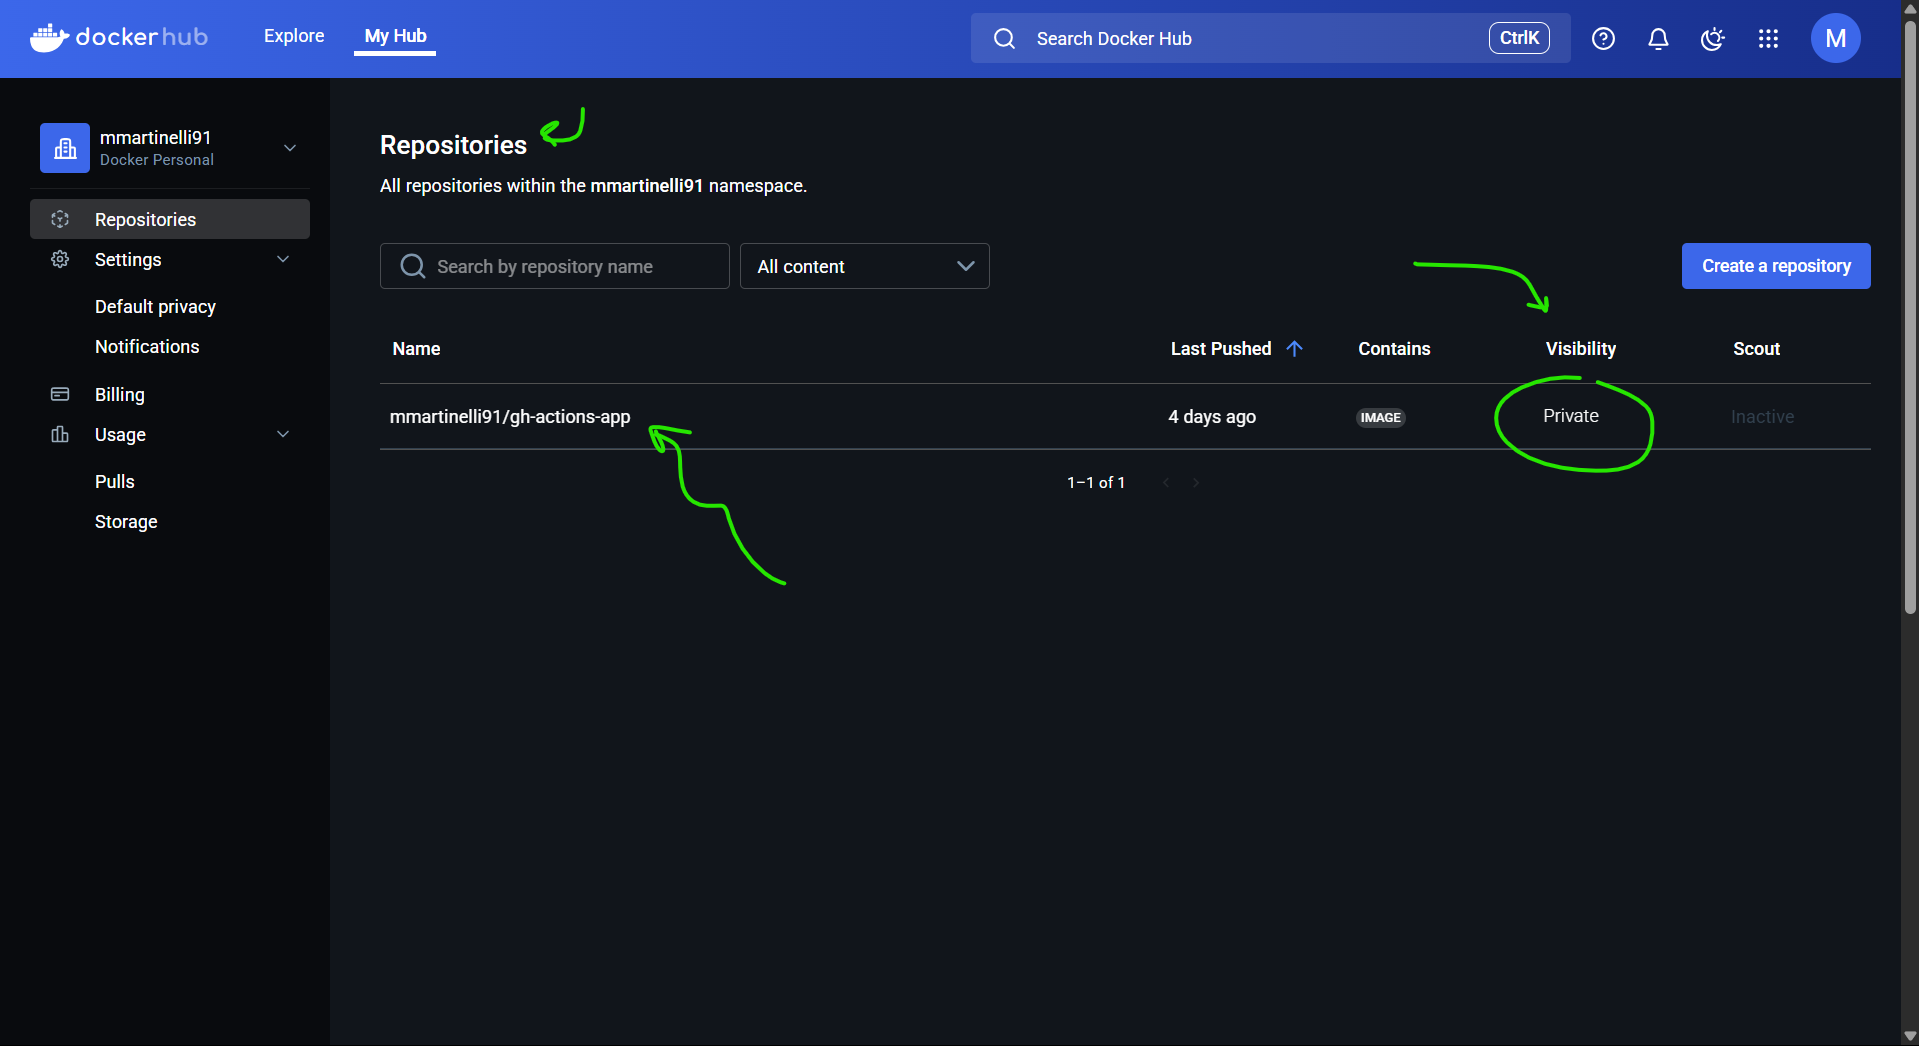 docker hub
Explore
My Hub
Search Docker Hub
CtrlK
M
mmartinelli91
Docker Personal
Repositories
Settings
Default privacy
Notifications
Billing
Usage
Pulls
Storage
Repositories
All repositories within the mmartinelli91 namespace.
Search by repository name
All content
Create a repository
Name Last Pushed Contains Visibility Scout
mmartinelli91/gh-actions-app 4 days ago IMAGE Private Inactive
1–1 of 1